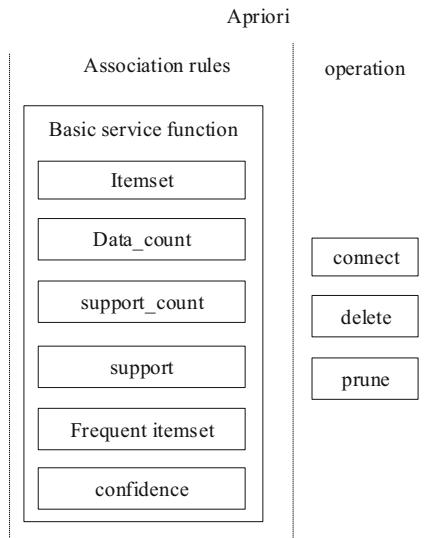 Apriori
Association rules
Basic service function
Itemset
Data_count
support_count
support
Frequent itemset
confidence
operation
connect
delete
prune